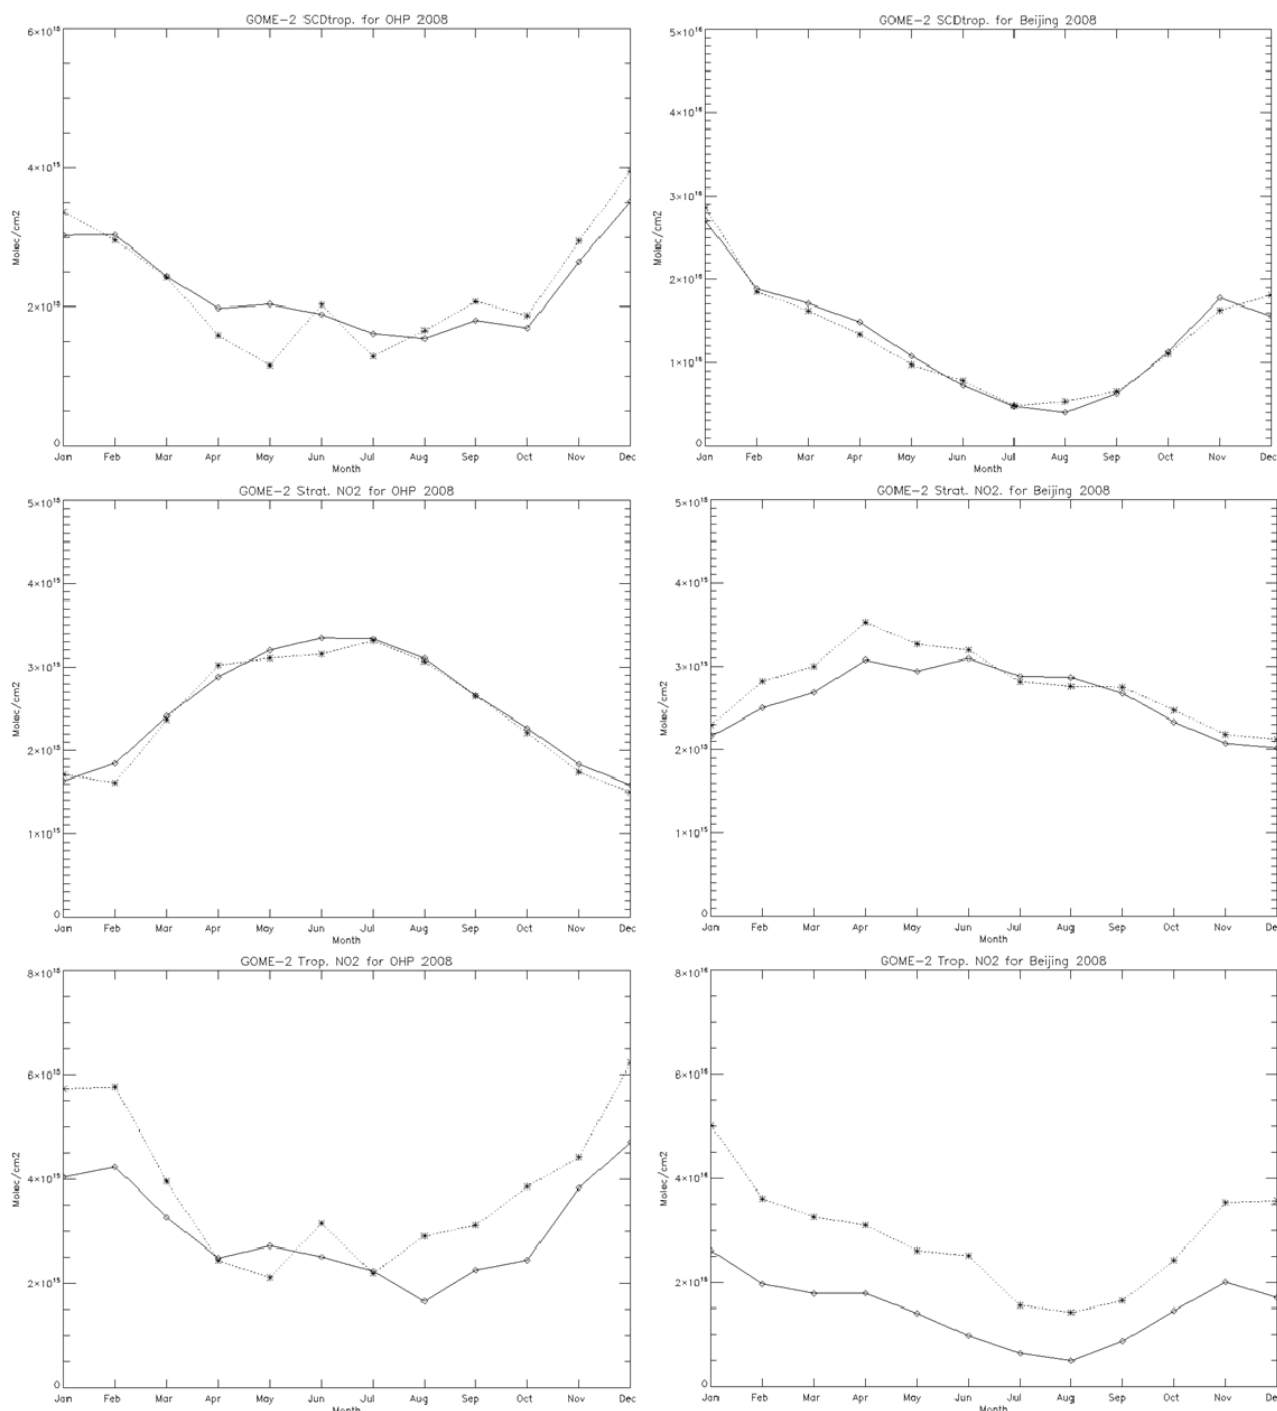 GOME-2 SCDtrop. for OHP 2008
6×10¹⁵
4×10¹⁵
2×10¹⁵
0
Molec/cm2
Jan Feb Mar Apr May Jun Jul Aug Sep Oct Nov Dec
Month
GOME-2 SCDtrop. for Beijing 2008
5×10¹⁶
4×10¹⁶
3×10¹⁶
2×10¹⁶
1×10¹⁶
0
Molec/cm2
Jan Feb Mar Apr May Jun Jul Aug Sep Oct Nov Dec
Month
GOME-2 Strat. NO2 for OHP 2008
5×10¹⁵
4×10¹⁵
3×10¹⁵
2×10¹⁵
1×10¹⁵
0
Molec/cm2
Jan Feb Mar Apr May Jun Jul Aug Sep Oct Nov Dec
Month
GOME-2 Strat. NO2. for Beijing 2008
5×10¹⁵
4×10¹⁵
3×10¹⁵
2×10¹⁵
1×10¹⁵
0
Molec/cm2
Jan Feb Mar Apr May Jun Jul Aug Sep Oct Nov De
Month
GOME-2 Trop. NO2 for OHP 2008
8×10¹⁵
6×10¹⁵
4×10¹⁵
2×10¹⁵
0
Molec/cm2
Jan Feb Mar Apr May Jun Jul Aug Sep Oct Nov Dec
Month
GOME-2 Trop. NO2 for Beijing 2008
8×10¹⁶
6×10¹⁶
4×10¹⁶
2×10¹⁶
0
Molec/cm2
Jan Feb Mar Apr May Jun Jul Aug Sep Oct Nov De
Month